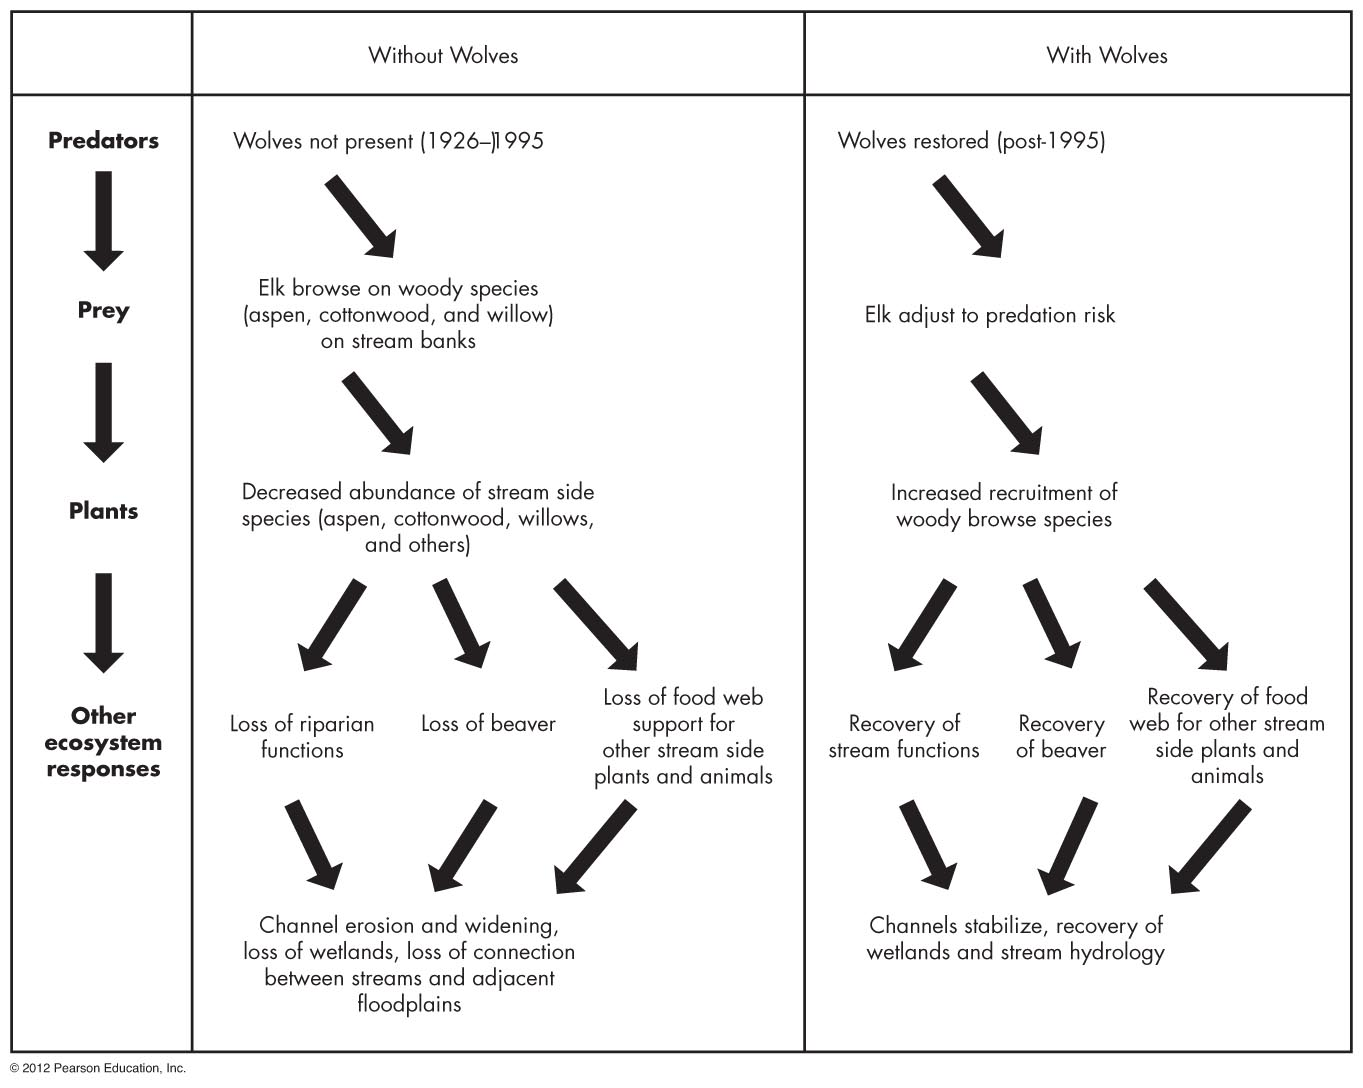 Without Wolves
With Wolves
Predators
Wolves not present (1926–)1995
Wolves restored (post-1995)
Prey
Elk browse on woody species
(aspen, cottonwood, and willow)
on stream banks
Elk adjust to predation risk
Plants
Decreased abundance of stream side
species (aspen, cottonwood, willows,
and others)
Increased recruitment of
woody browse species
Other
ecosystem
responses
Loss of riparian
functions
Loss of beaver
Loss of food web
support for
other stream side
plants and animals
Recovery of
stream functions
Recovery
of beaver
Recovery of food
web for other stream
side plants and
animals
Channel erosion and widening,
loss of wetlands, loss of connection
between streams and adjacent
floodplains
Channels stabilize, recovery of
wetlands and stream hydrology
© 2012 Pearson Education, Inc.